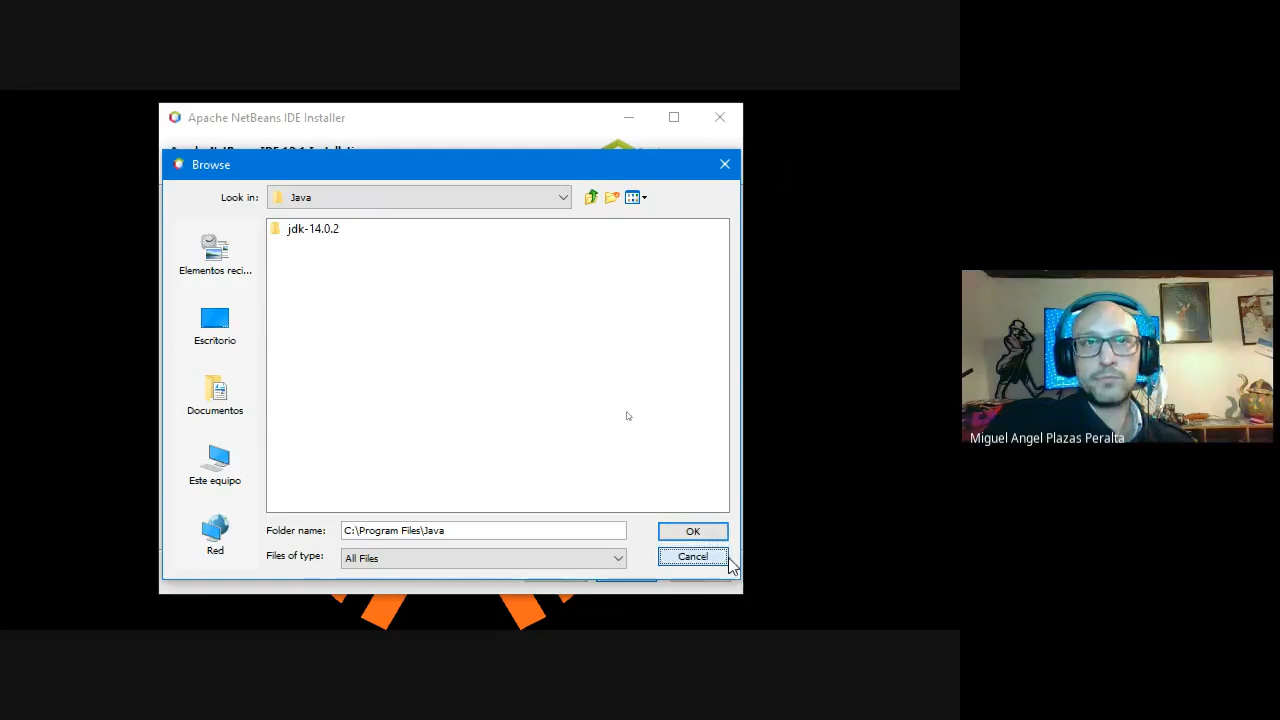 Apache NetBeans IDE Installer
Browse
Look in:
Java
jdk-14.0.2
Elementos reci...
Escritorio
Documentos
Este equipo
Red
Folder name:
C:\Program Files\Java
OK
Files of type:
All Files
Cancel
Miguel Angel Plazas Peralta